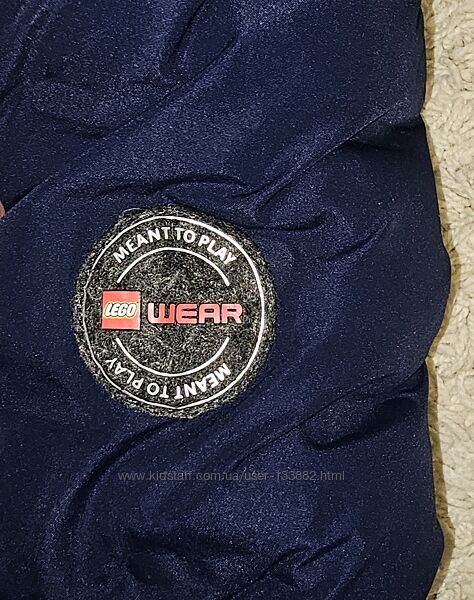 MEANT TO PLAY
LEGO WEAR
MEANT TO PLAY
www.kidstaff.com.ua/user-133882.html